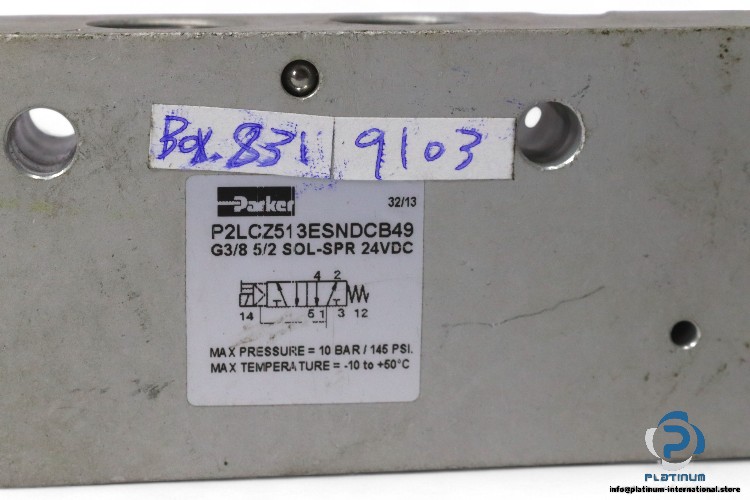 Box.831 9103
Parker 32/13
P2LCZ513ESNDCB49
G3/8 5/2 SOL-SPR 24VDC
4 2
14 5 1 3 12
MAX PRESSURE = 10 BAR / 145 PSI.
MAX TEMPERATURE = -10 to +50°C
PLATINUM
info@platinum-international.store